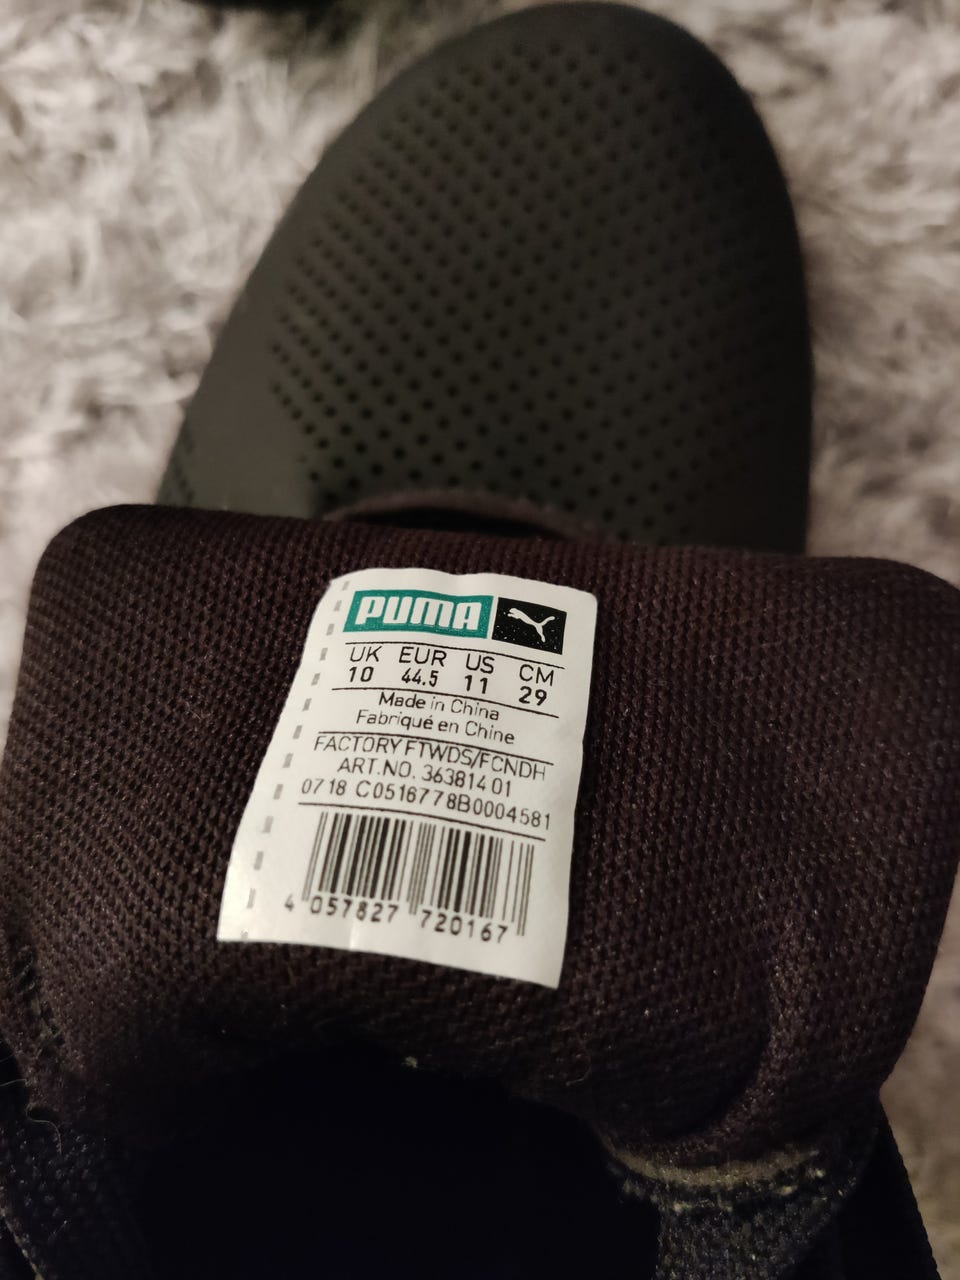 PUMA
UK EUR US CM
10 44.5 11 29
Made in China
Fabriqué en Chine
FACTORY FTWDS/FCNDH
ART.NO. 363814 01
0718 C0516778B0004581
4 057827 720167